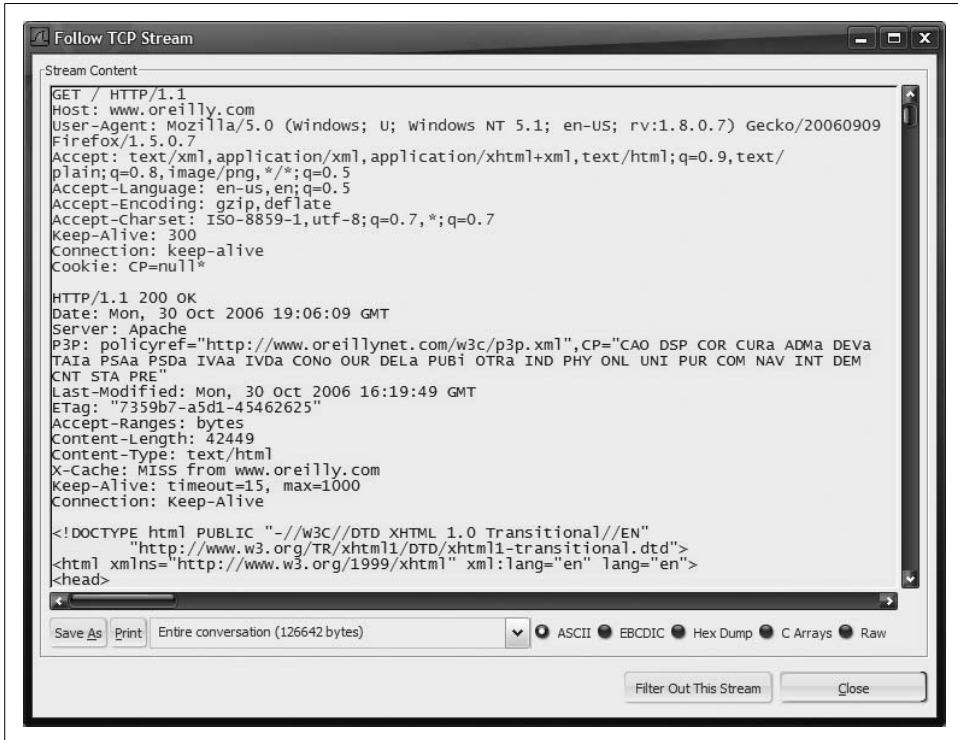 Follow TCP Stream
Stream Content
GET / HTTP/1.1
Host: www.oreilly.com
User-Agent: Mozilla/5.0 (Windows; U; Windows NT 5.1; en-US; rv:1.8.0.7) Gecko/20060909
Firefox/1.5.0.7
Accept: text/xml,application/xml,application/xhtml+xml,text/html;q=0.9,text/
plain;q=0.8,image/png,*/*;q=0.5
Accept-Language: en-us,en;q=0.5
Accept-Encoding: gzip,deflate
Accept-Charset: ISO-8859-1,utf-8;q=0.7,*;q=0.7
Keep-Alive: 300
Connection: keep-alive
Cookie: CP=null*

HTTP/1.1 200 OK
Date: Mon, 30 Oct 2006 19:06:09 GMT
Server: Apache
P3P: policyref="http://www.oreillynet.com/w3c/p3p.xml",CP="CAO DSP COR CURa ADMa DEVa
TAIa PSAa PSDa IVAa IVDa CONo OUR DELa PUBi OTRa IND PHY ONL UNI PUR COM NAV INT DEM
CNT STA PRE"
Last-Modified: Mon, 30 Oct 2006 16:19:49 GMT
ETag: "7359b7-a5d1-45462625"
Accept-Ranges: bytes
Content-Length: 42449
Content-Type: text/html
X-Cache: MISS from www.oreilly.com
Keep-Alive: timeout=15, max=1000
Connection: Keep-Alive

<!DOCTYPE html PUBLIC "-//W3C//DTD XHTML 1.0 Transitional//EN"
"http://www.w3.org/TR/xhtml1/DTD/xhtml1-transitional.dtd">
<html xmlns="http://www.w3.org/1999/xhtml" xml:lang="en" lang="en">
<head>
Save As Print Entire conversation (126642 bytes) ASCII EBCDIC Hex Dump C Arrays Raw
Filter Out This Stream Close